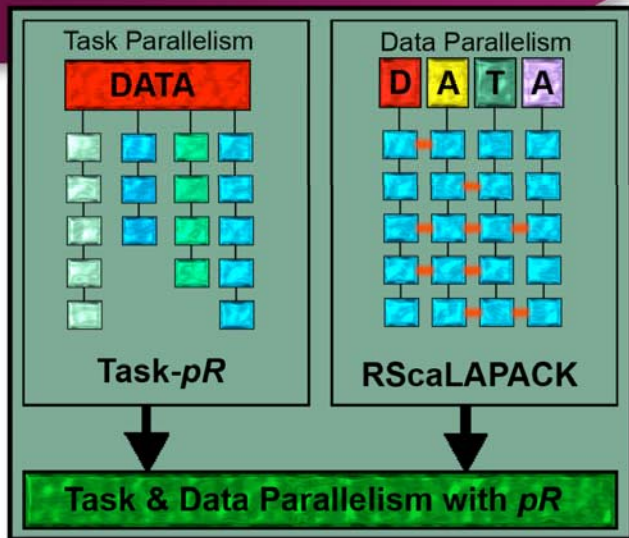 Task Parallelism
DATA
Task-pR
Data Parallelism
D A T A
RScaLAPACK
Task & Data Parallelism with pR